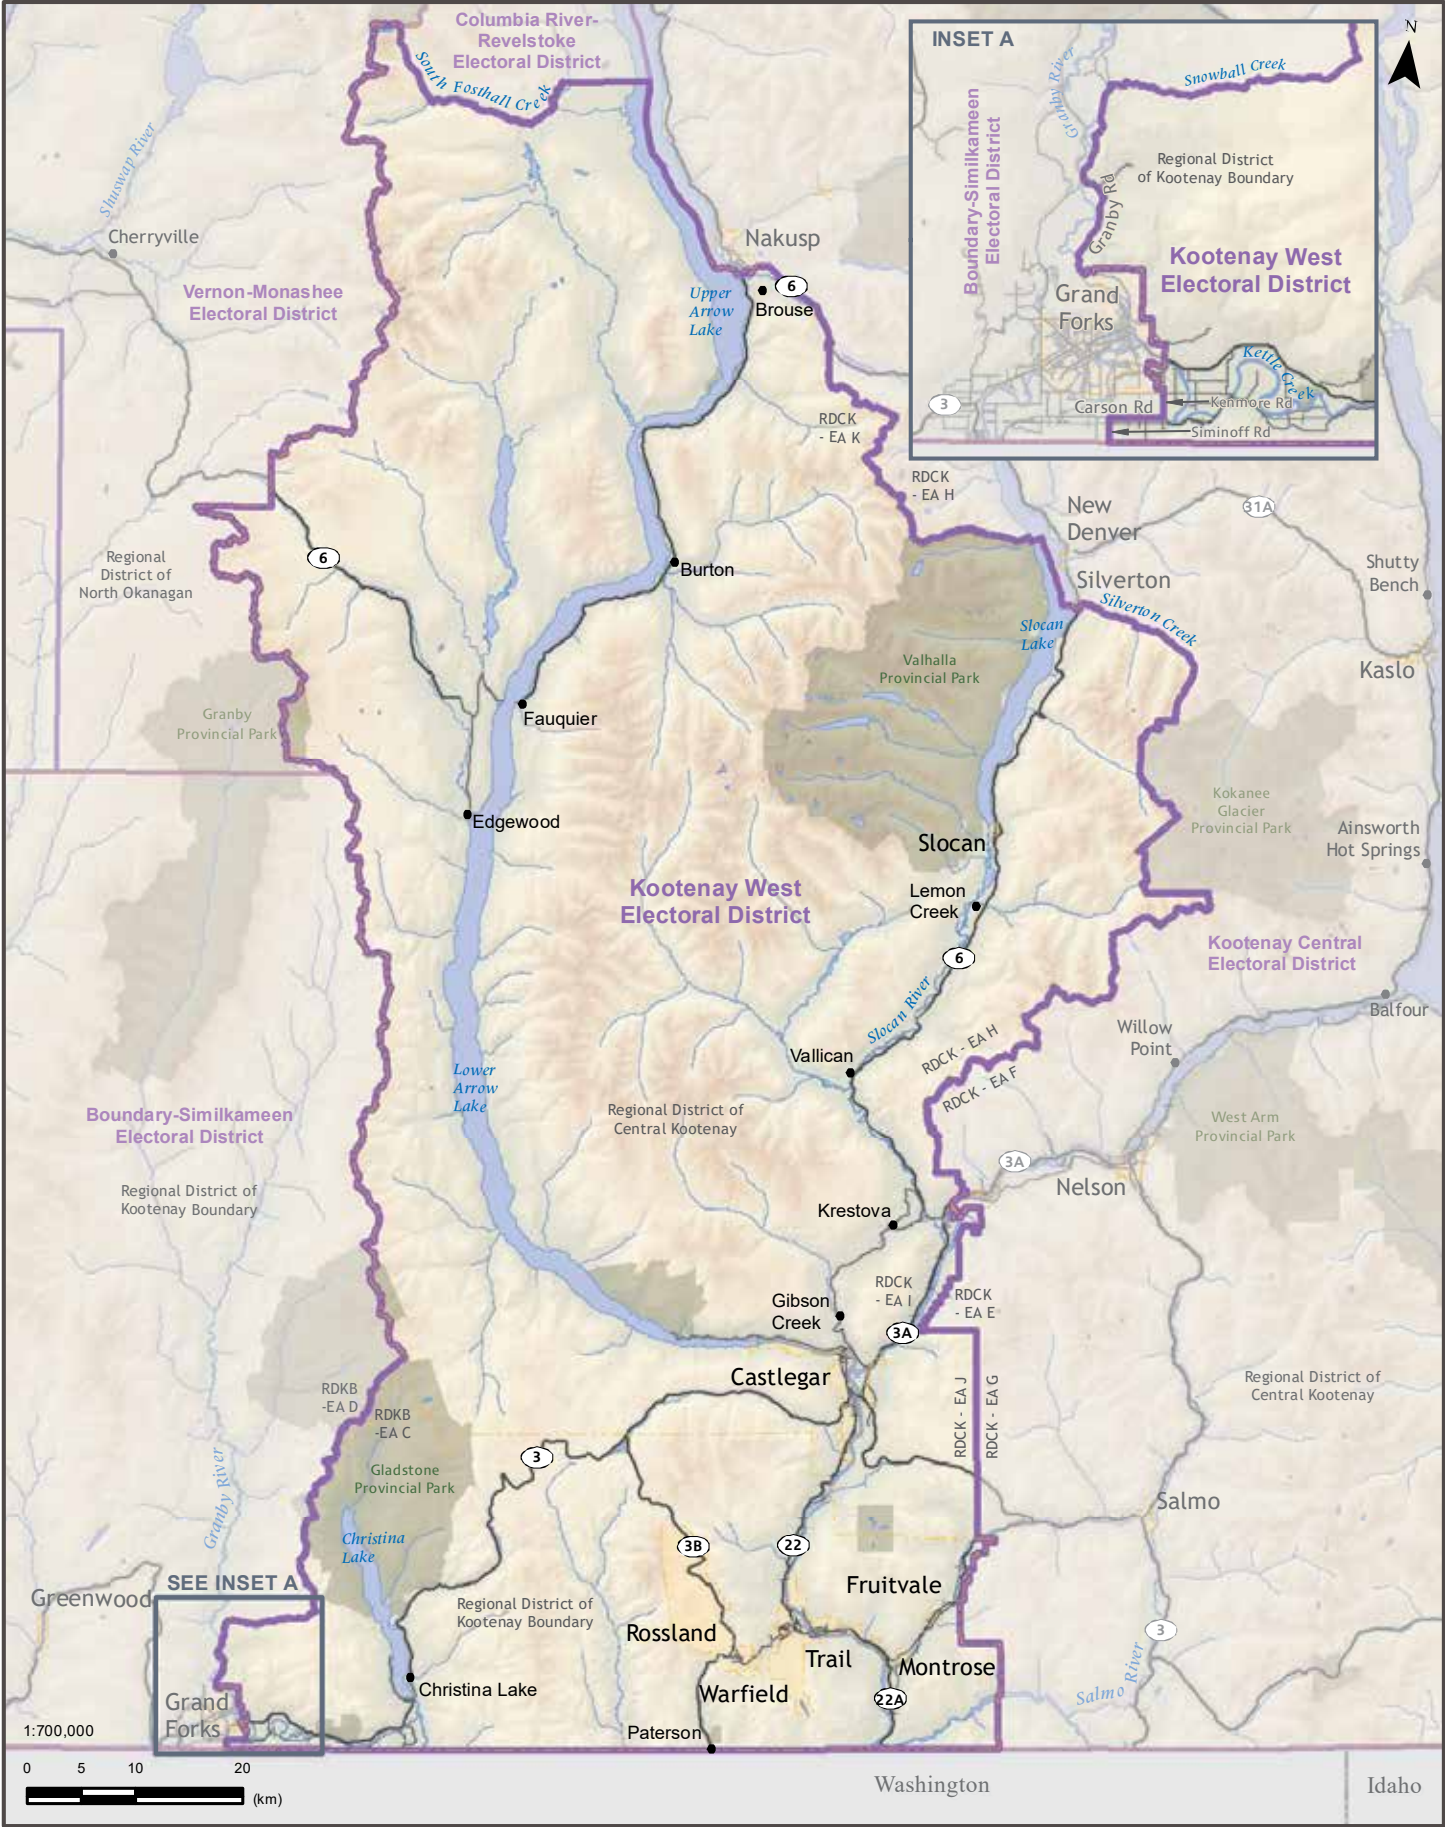 Columbia River-
Revelstoke
Electoral District
South Fosthall Creek
INSET A
N
Granby River
Snowball Creek
Boundary-Similkameen
Electoral District
Regional District
of Kootenay Boundary
Granby Rd
Kootenay West
Electoral District
Grand
Forks
Kettle Creek
3
Carson Rd
Kenmore Rd
Siminoff Rd
Shuswap River
Cherryville
Vernon-Monashee
Electoral District
Nakusp
6
Brouse
Upper
Arrow
Lake
RDCK
- EA K
RDCK
- EA H
New
Denver
31A
Shutty
Bench
Silverton
Silverton Creek
Kaslo
Regional
District of
North Okanagan
6
Burton
Slocan
Lake
Valhalla
Provincial Park
Granby
Provincial Park
Fauquier
Edgewood
Kokanee
Glacier
Provincial Park
Ainsworth
Hot Springs
Slocan
Kootenay West
Electoral District
Lemon
Creek
6
Kootenay Central
Electoral District
Balfour
Slocan River
Willow
Point
RDCK - EA H
RDCK - EA F
Vallican
Lower
Arrow
Lake
Regional District of
Central Kootenay
Boundary-Similkameen
Electoral District
West Arm
Provincial Park
3A
Nelson
Regional District of
Kootenay Boundary
Krestova
RDCK
- EA I
RDCK
- EA E
Gibson
Creek
3A
Castlegar
RDCK - EA J
RDCK - EA G
Regional District of
Central Kootenay
RDKB
-EA D
RDKB
-EA C
3
Gladstone
Provincial Park
Granby River
Christina
Lake
Salmo
3B
22
Fruitvale
SEE INSET A
Greenwood
Regional District of
Kootenay Boundary
Rossland
Trail
Montrose
3
Salmo River
Christina Lake
Warfield
22A
Grand
Forks
Paterson
1:700,000
0 5 10 20
(km)
Washington
Idaho